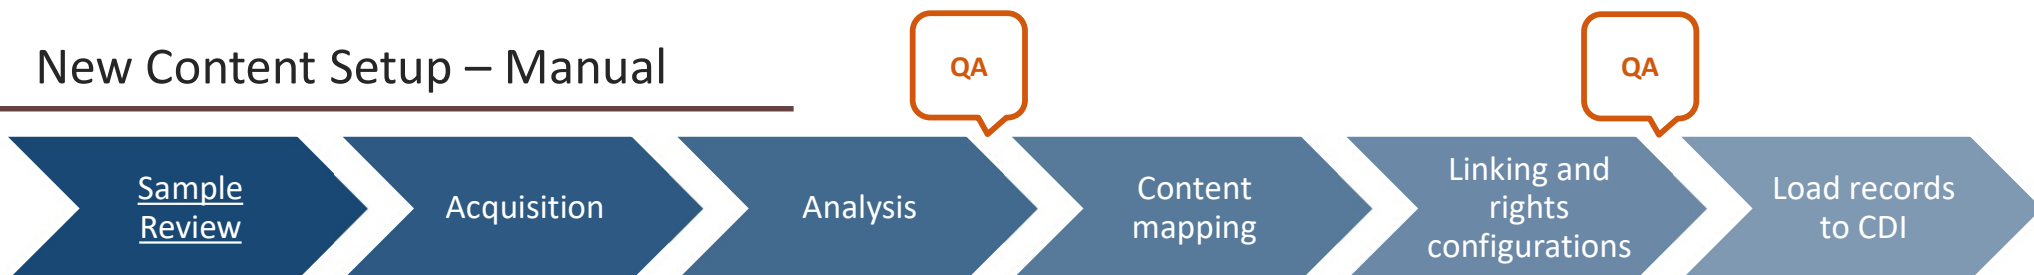 New Content Setup – Manual
QA
QA
Sample
Review
Acquisition
Analysis
Content
mapping
Linking and
rights
configurations
Load records
to CDI